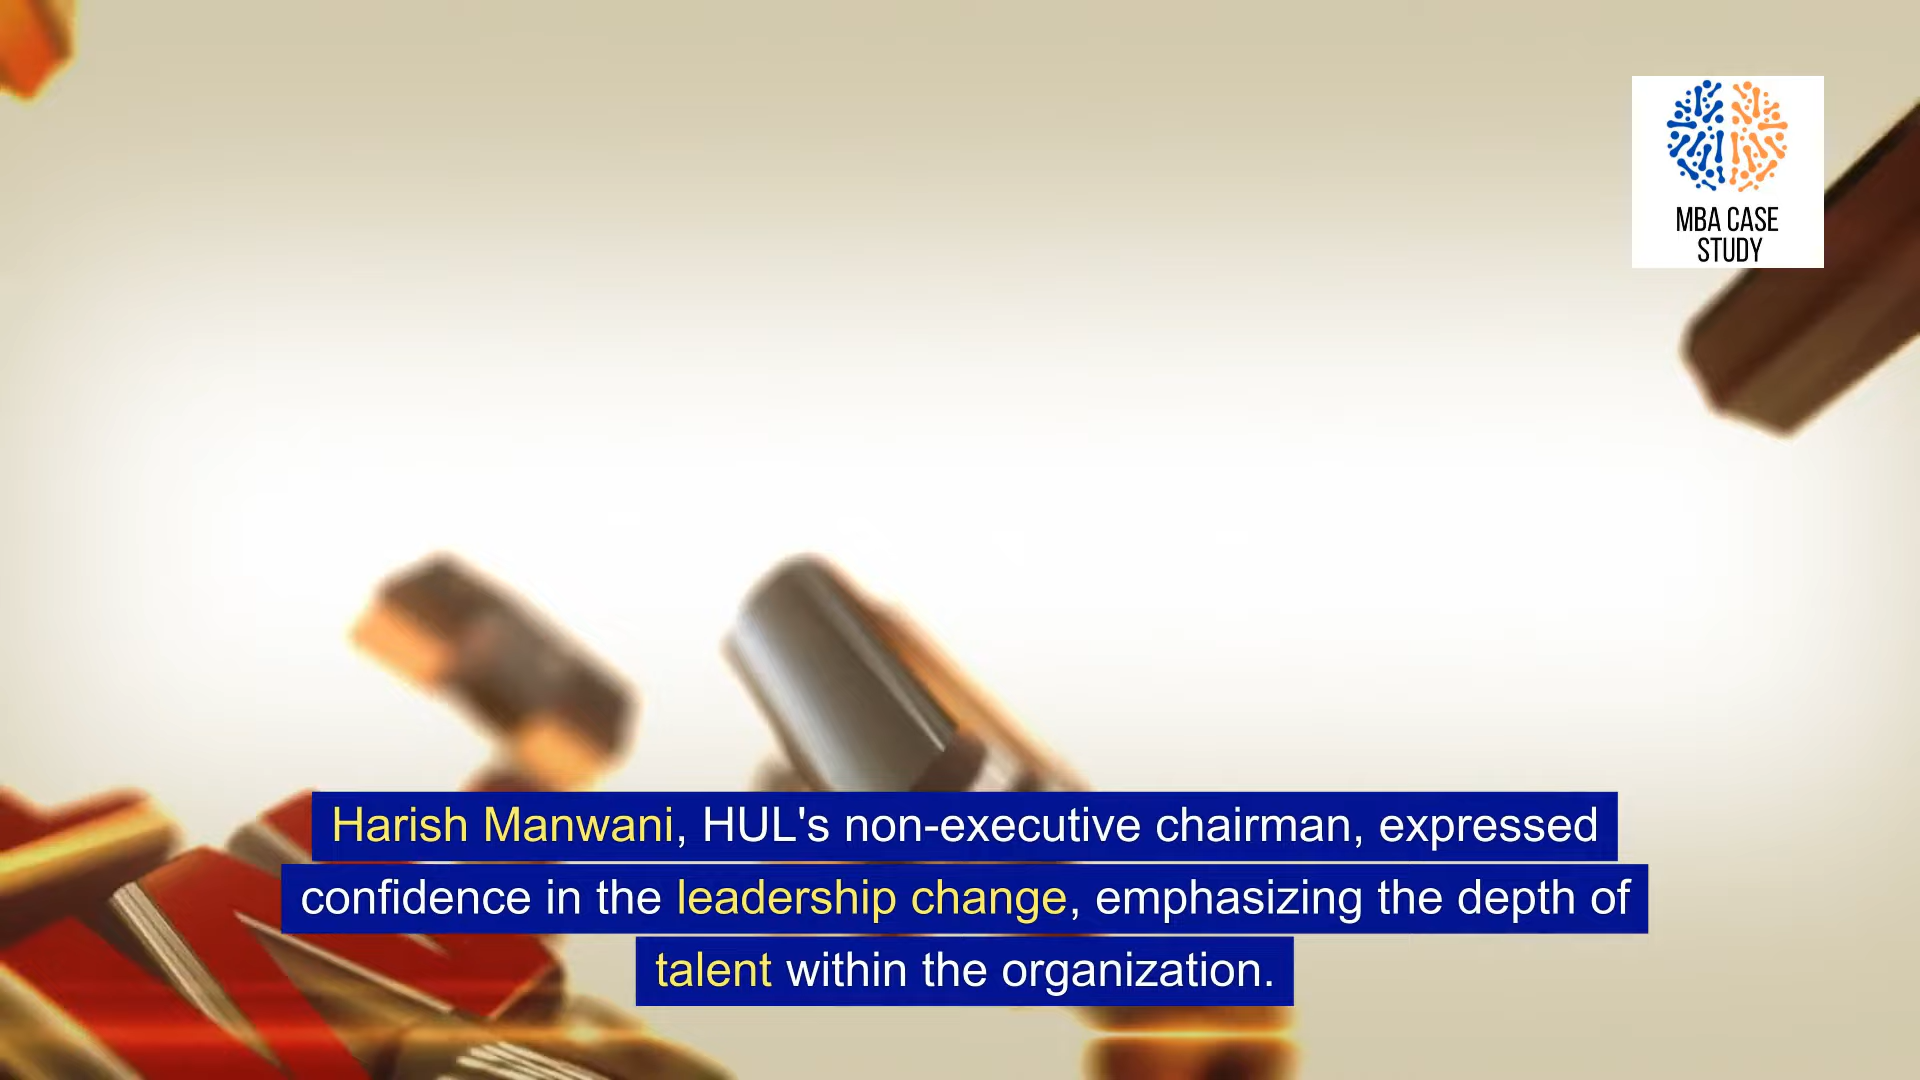 MBA CASE
STUDY
Harish Manwani, HUL's non-executive chairman, expressed
confidence in the leadership change, emphasizing the depth of
talent within the organization.